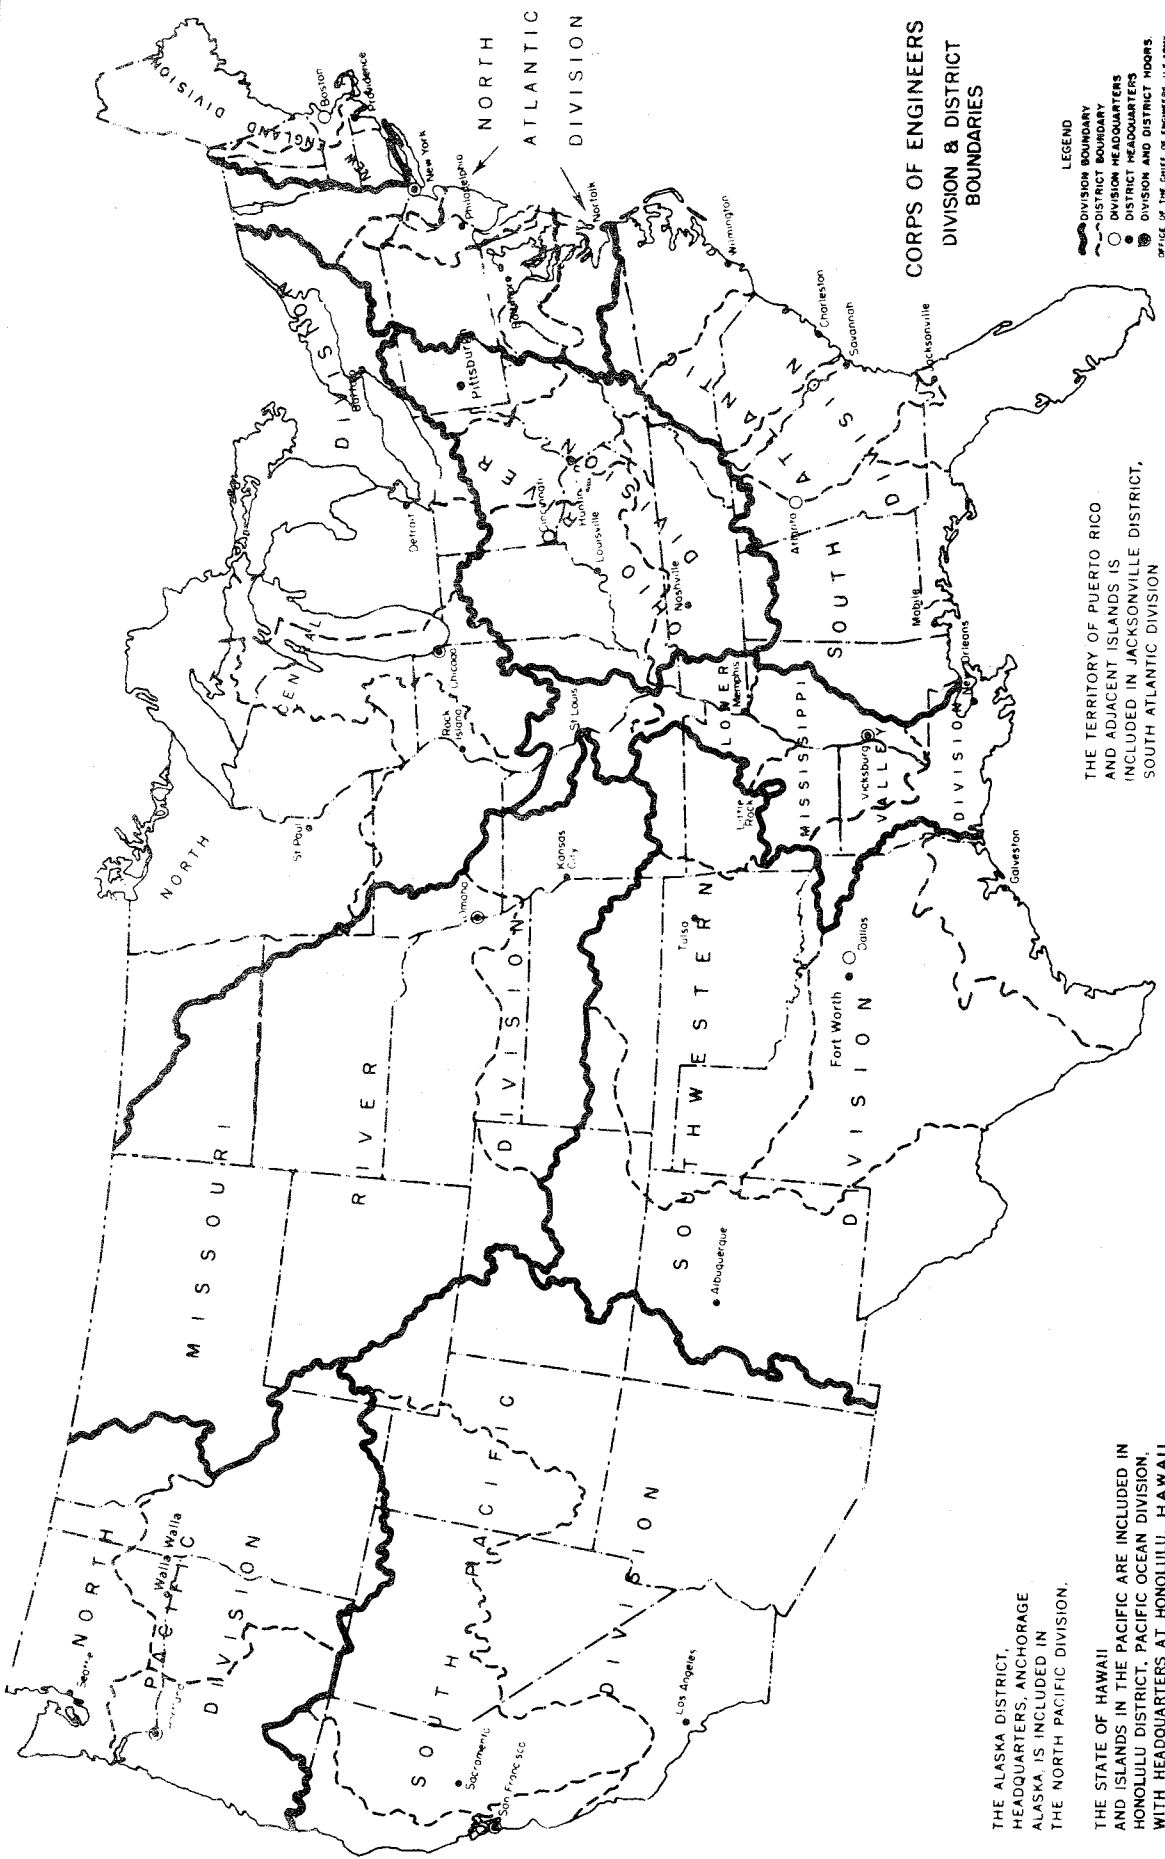 CORPS OF ENGINEERS
DIVISION & DISTRICT
BOUNDARIES
LEGEND
DIVISION BOUNDARY
DISTRICT BOUNDARY
DIVISION HEADQUARTERS
DISTRICT HEADQUARTERS
DIVISION AND DISTRICT HDQRS.
OFFICE OF THE CHIEF OF ENGINEERS
NORTH
PACIFIC
DIVISION
Seattle
Walla Walla
SOUTH
PACIFIC
DIVISION
Sacramento
San Francisco
Los Angeles
MISSOURI
RIVER
DIVISION
Omaha
Kansas
City
SOUTHWESTERN
DIVISION
Albuquerque
Tulsa
Little
Rock
Fort Worth
Dallas
Galveston
NORTH
CENTRAL
DIVISION
St Paul
Rock
Island
Chicago
Detroit
Buffalo
LOWER
MISSISSIPPI
VALLEY
DIVISION
St Louis
Memphis
Vicksburg
New Orleans
OHIO
RIVER
DIVISION
Pittsburgh
Cincinnati
Louisville
Nashville
SOUTH
ATLANTIC
DIVISION
Wilmington
Charleston
Savannah
Jacksonville
Atlanta
Mobile
NORTH
ATLANTIC
DIVISION
New York
Philadelphia
Baltimore
Norfolk
NEW
ENGLAND
DIVISION
Boston
Providence
THE ALASKA DISTRICT,
HEADQUARTERS, ANCHORAGE
ALASKA, IS INCLUDED IN
THE NORTH PACIFIC DIVISION.
THE STATE OF HAWAII
AND ISLANDS IN THE PACIFIC ARE INCLUDED IN
HONOLULU DISTRICT, PACIFIC OCEAN DIVISION,
WITH HEADQUARTERS AT HONOLULU, HAWAII
THE TERRITORY OF PUERTO RICO
AND ADJACENT ISLANDS IS
INCLUDED IN JACKSONVILLE DISTRICT,
SOUTH ATLANTIC DIVISION